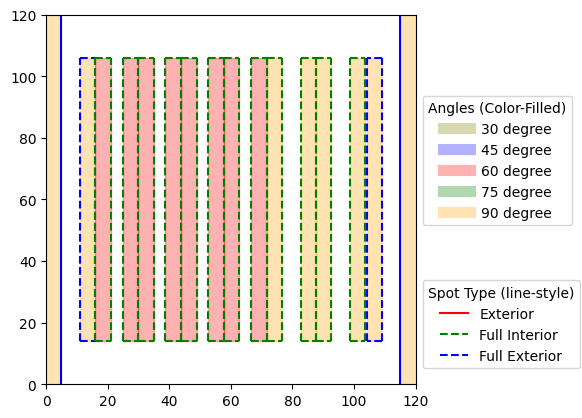 120
100
80
60
40
20
0
0 20 40 60 80 100 120
Angles (Color-Filled)
30 degree
45 degree
60 degree
75 degree
90 degree
Spot Type (line-style)
Exterior
Full Interior
Full Exterior